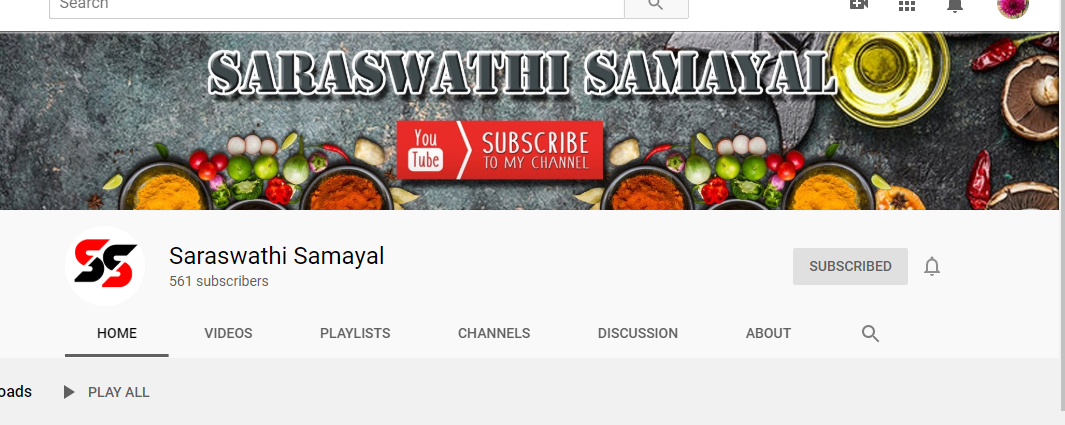 Search
SARASWATHI SAMAYAL
You
Tube
SUBSCRIBE
TO MY CHANNEL
SS
Saraswathi Samayal
561 subscribers
SUBSCRIBED
HOME VIDEOS PLAYLISTS CHANNELS DISCUSSION ABOUT
oads PLAY ALL